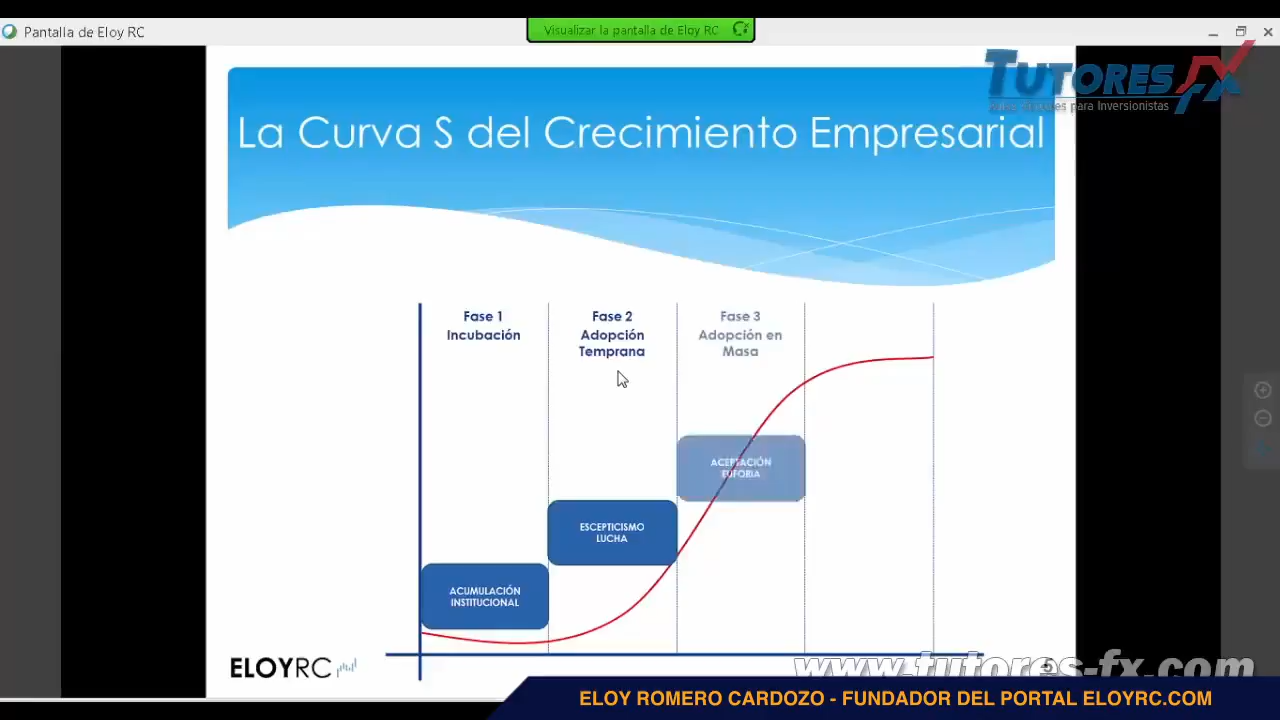 Pantalla de Eloy RC
Visualizar la pantalla de Eloy RC
TUTORES FX
para Inversionistas
La Curva S del Crecimiento Empresarial
Fase 1
Incubación
Fase 2
Adopción
Temprana
Fase 3
Adopción en
Masa
ACEPTACIÓN
EUFORIA
ESCEPTICISMO
LUCHA
ACUMULACIÓN
INSTITUCIONAL
ELOYRC
www.tutores-fx.com
ELOY ROMERO CARDOZO - FUNDADOR DEL PORTAL ELOYRC.COM